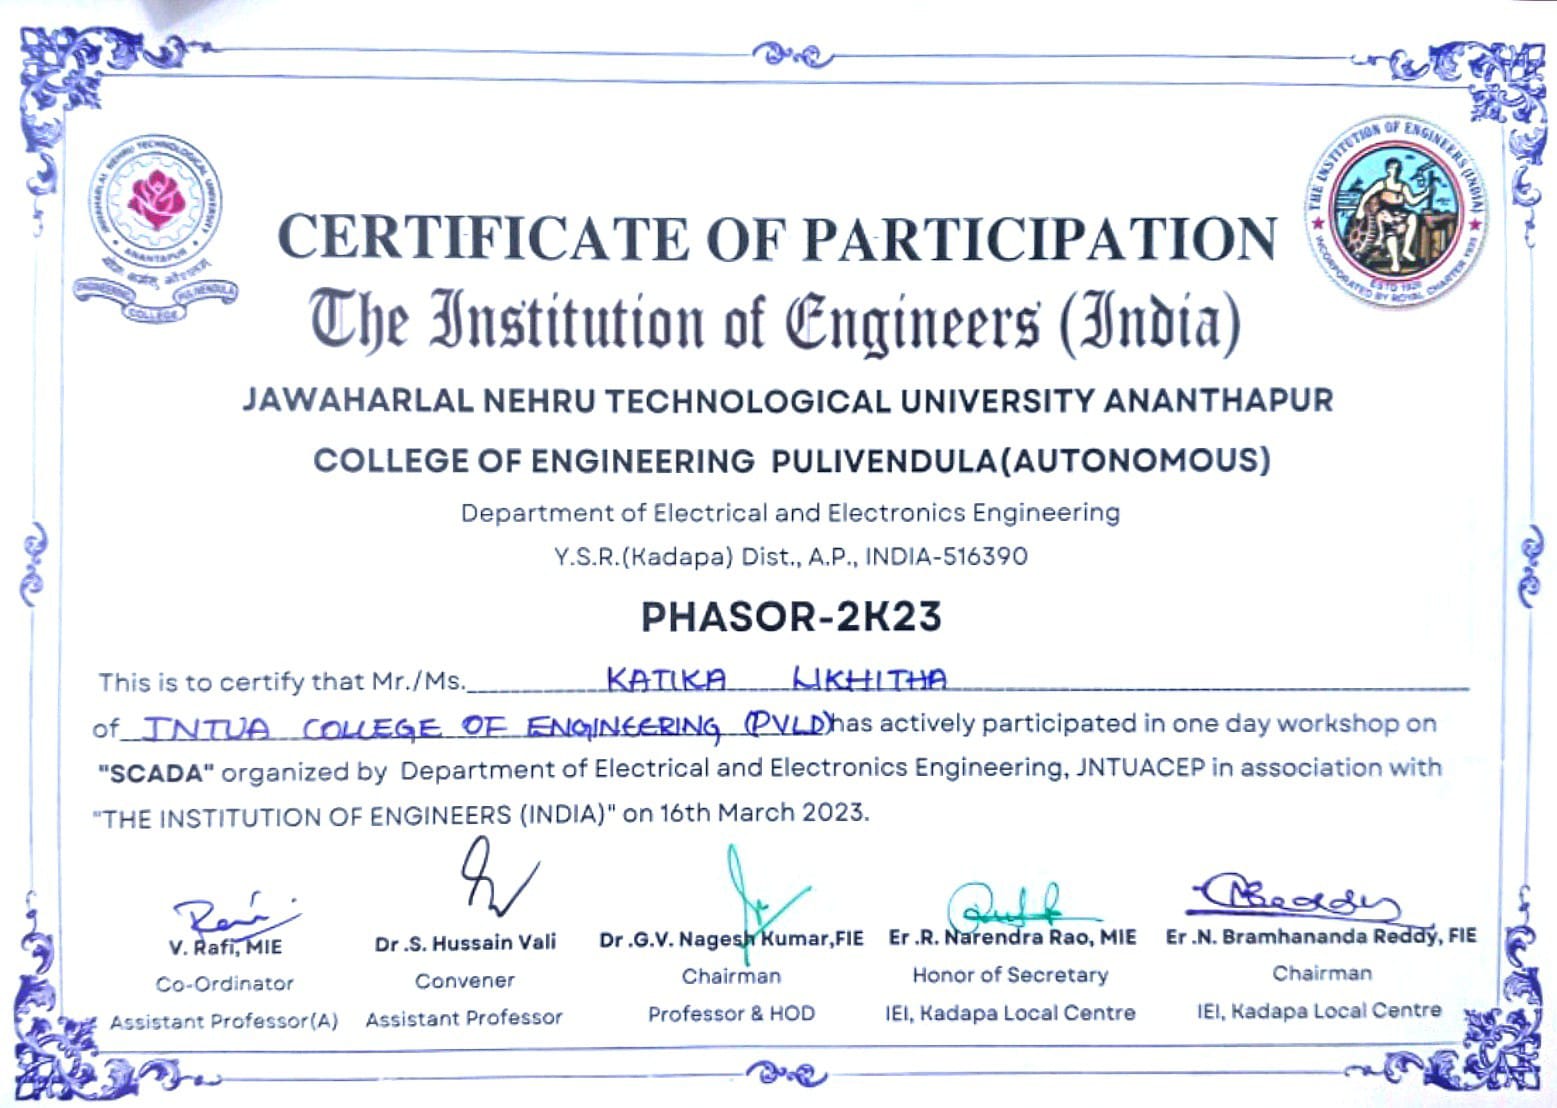 JAWAHARLAL NEHRU TECHNOLOGICAL UNIVERSITY
ANANTAPUR
ENGINEERING COLLEGE PULIVENDULA
THE INSTITUTION OF ENGINEERS (INDIA)
ESTD 1920
INCORPORATED BY ROYAL CHARTER 1935
CERTIFICATE OF PARTICIPATION
The Institution of Engineers (India)
JAWAHARLAL NEHRU TECHNOLOGICAL UNIVERSITY ANANTHAPUR
COLLEGE OF ENGINEERING PULIVENDULA(AUTONOMOUS)
Department of Electrical and Electronics Engineering
Y.S.R.(Kadapa) Dist., A.P., INDIA-516390
PHASOR-2K23
This is to certify that Mr./Ms. KATIKA LIKHITHA
of JNTUA COLLEGE OF ENGINEERING (PVLD) has actively participated in one day workshop on
"SCADA" organized by Department of Electrical and Electronics Engineering, JNTUACEP in association with
"THE INSTITUTION OF ENGINEERS (INDIA)" on 16th March 2023.
V. Rafi, MIE Dr .S. Hussain Vali Dr .G.V. Nagesh Kumar,FIE Er .R. Narendra Rao, MIE Er .N. Bramhananda Reddy, FIE
Co-Ordinator Convener Chairman Honor of Secretary Chairman
Assistant Professor(A) Assistant Professor Professor & HOD IEI, Kadapa Local Centre IEI, Kadapa Local Centre